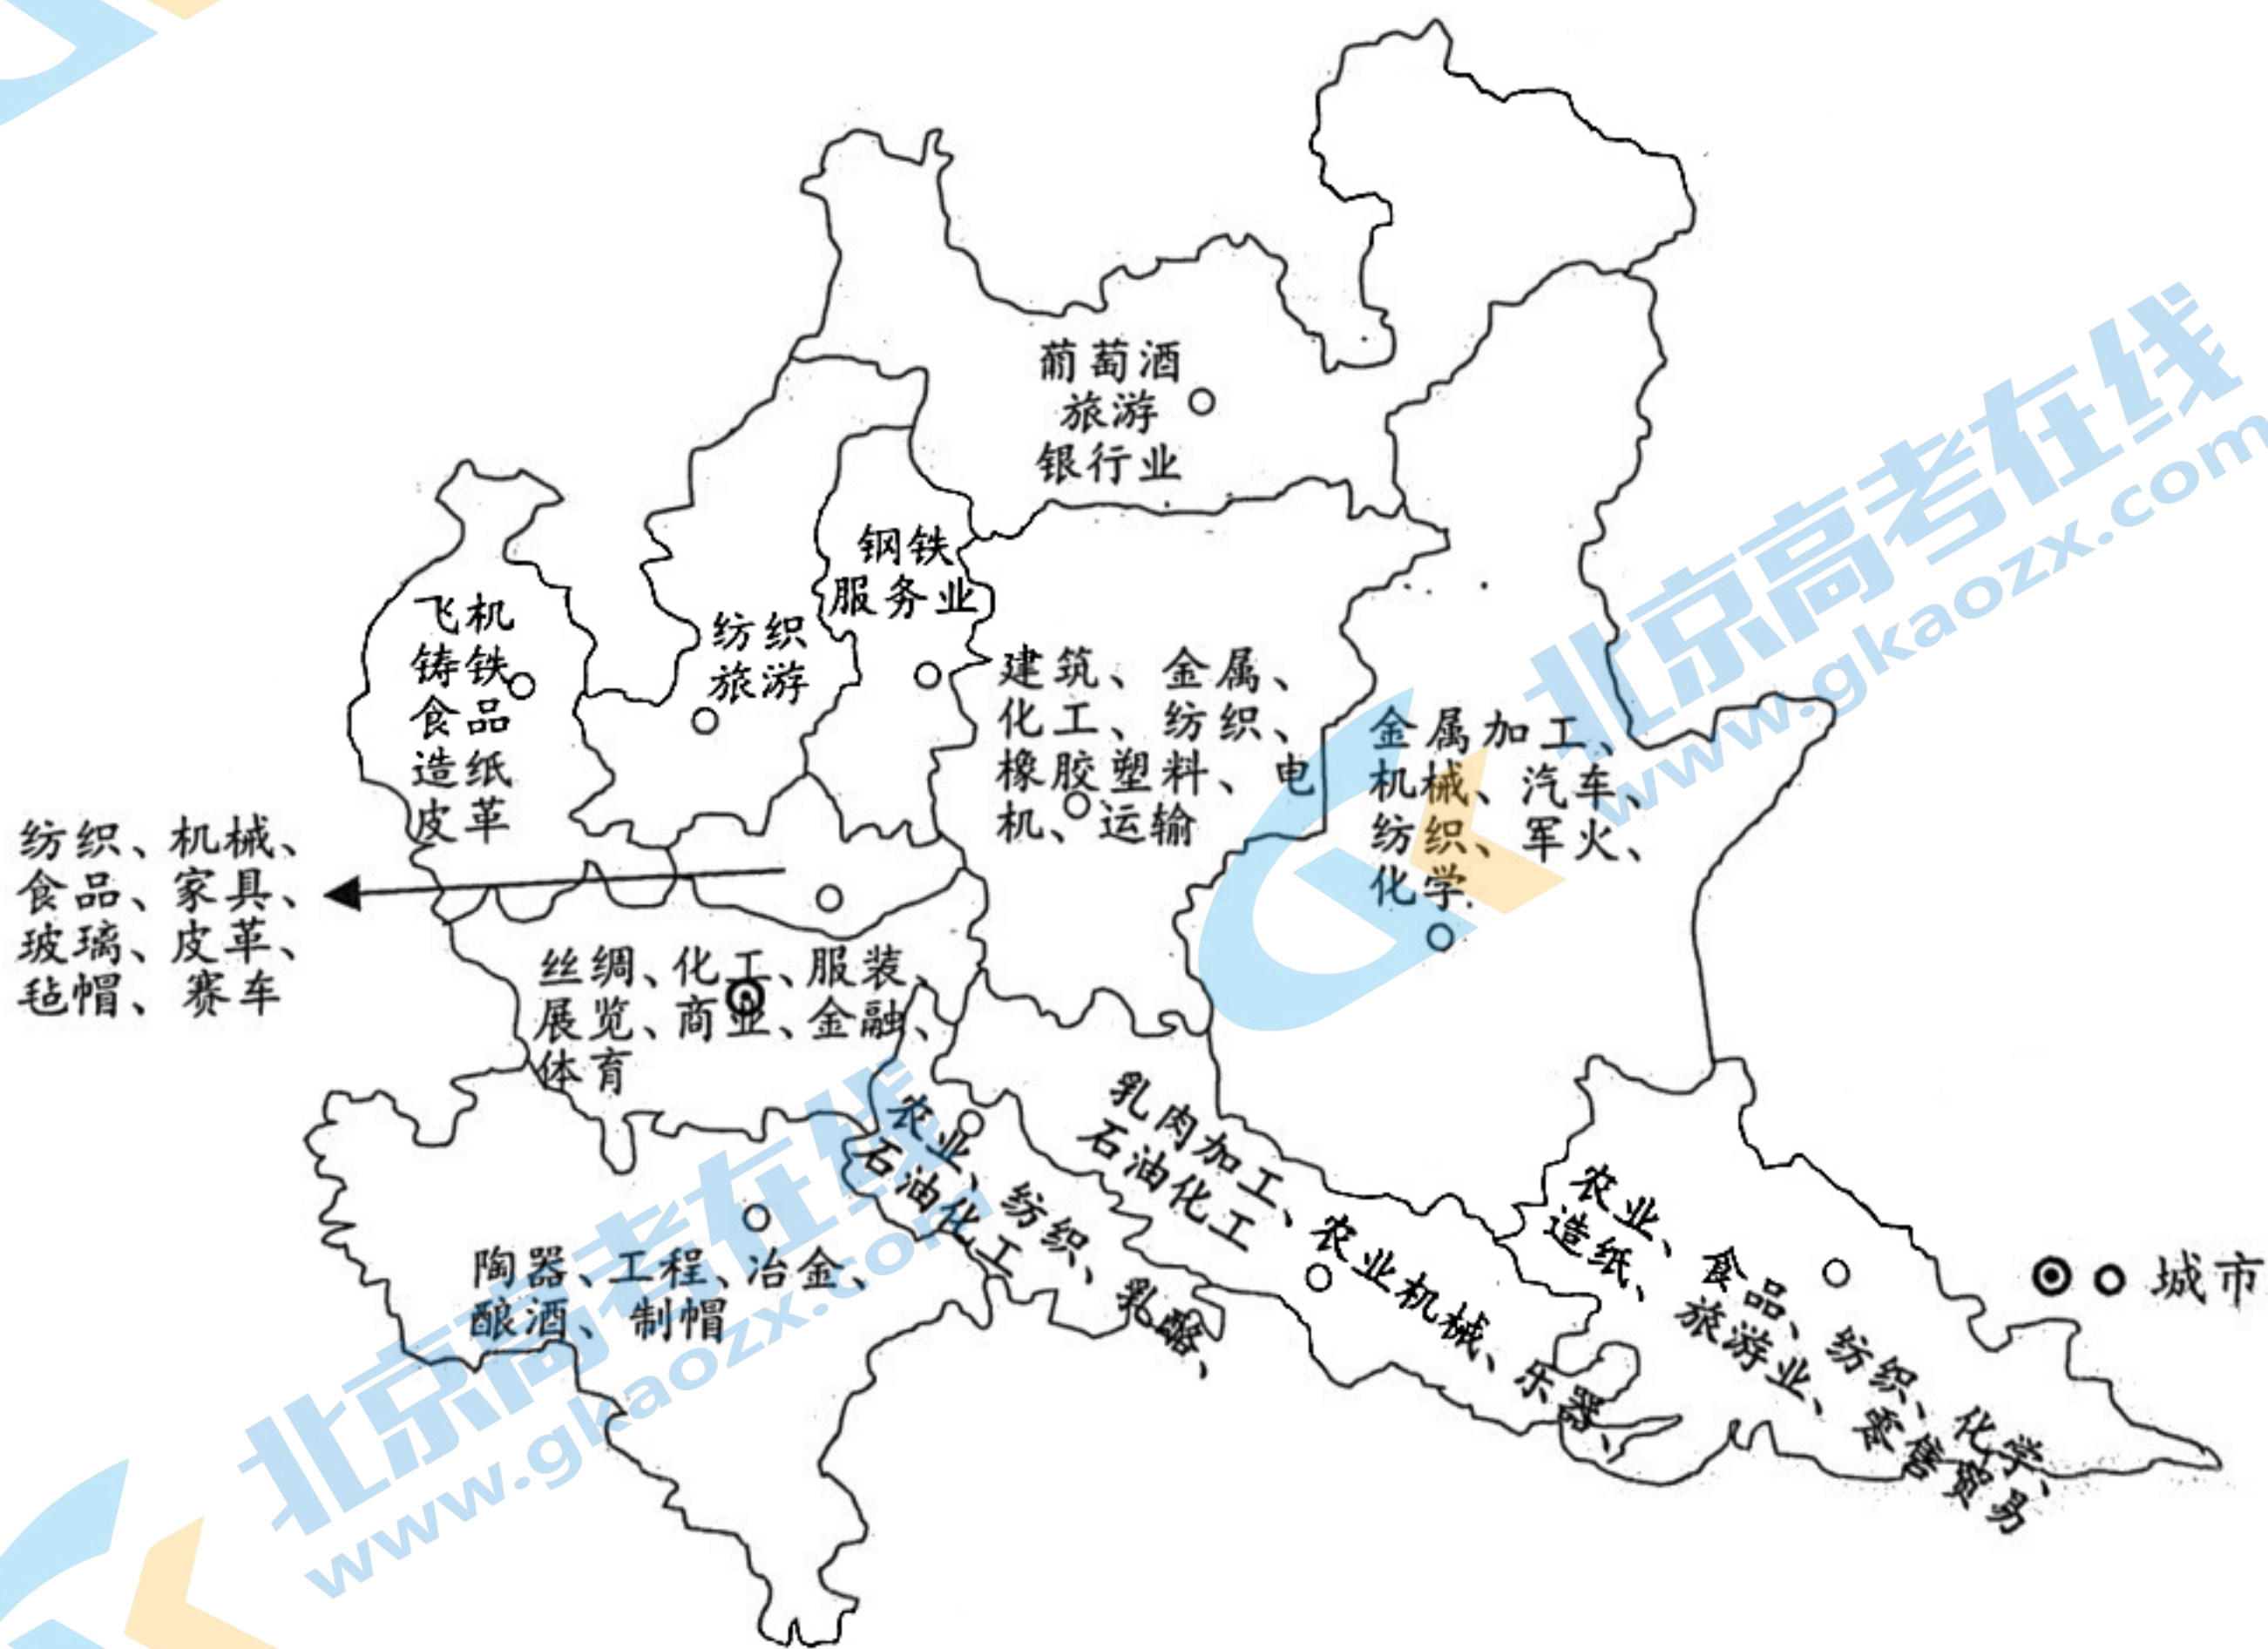 葡萄酒
旅游
银行业
钢铁
服务业
飞机
铸铁
食品
造纸
皮革
纺织
旅游
建筑、金属、
化工、纺织、
橡胶塑料、电
机、运输
金属加工、
机械、汽车、
纺织、军火、
化学
纺织、机械、
食品、家具、
玻璃、皮革、
毡帽、赛车
丝绸、化工、服装、
展览、商业、金融、
体育
农业、纺织、乳酪、
石油化工
乳肉加工、农业机械、乐器、
石油化工
农业、食品、纺织、化学、
造纸、旅游业、零售贸易
陶器、工程、冶金、
酿酒、制帽
城市
北京高考在线
www.gkaozx.com
北京高考在线
www.gkaozx.com